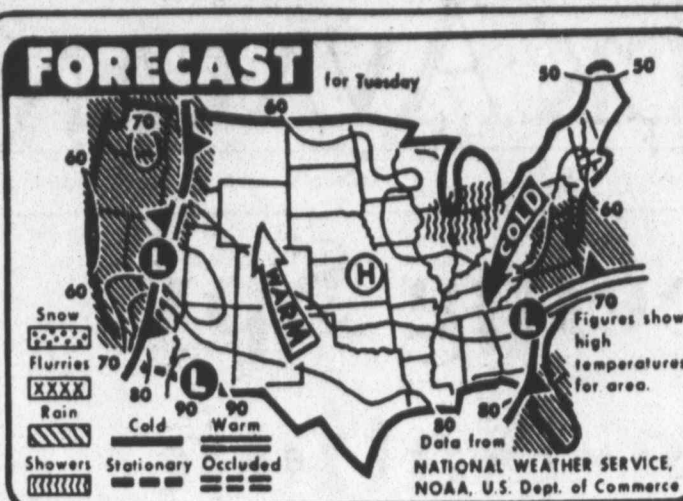 FORECAST for Tuesday
50 50
60
70
60
COLD
60
L
H
60
WARM
L
70
Snow
Figures show
high
temperatures
for area.
Flurries
70
80
L
XXXX
90 90
80 80
Rain
Cold Warm
Data from
Showers Stationary Occluded
NATIONAL WEATHER SERVICE,
NOAA, U.S. Dept. of Commerce